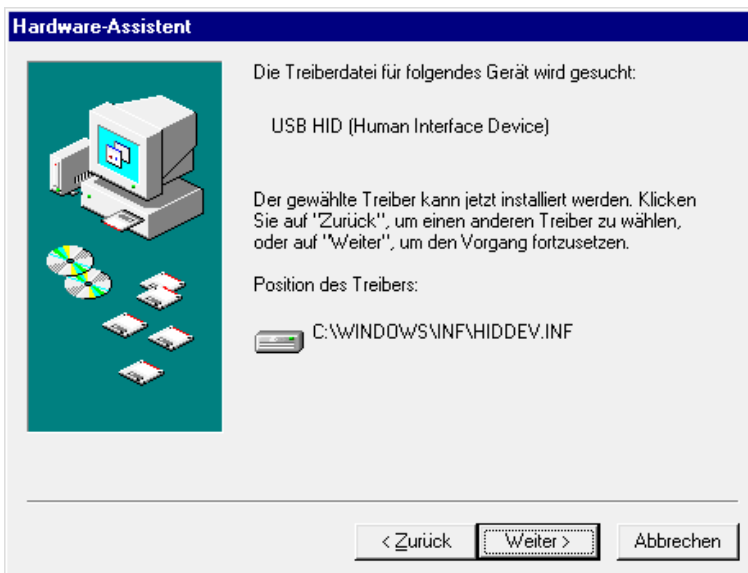 Hardware-Assistent
Die Treiberdatei für folgendes Gerät wird gesucht:
USB HID (Human Interface Device)
Der gewählte Treiber kann jetzt installiert werden. Klicken
Sie auf "Zurück", um einen anderen Treiber zu wählen,
oder auf "Weiter", um den Vorgang fortzusetzen.
Position des Treibers:
C:\WINDOWS\INF\HIDDEV.INF
< Zurück
Weiter >
Abbrechen